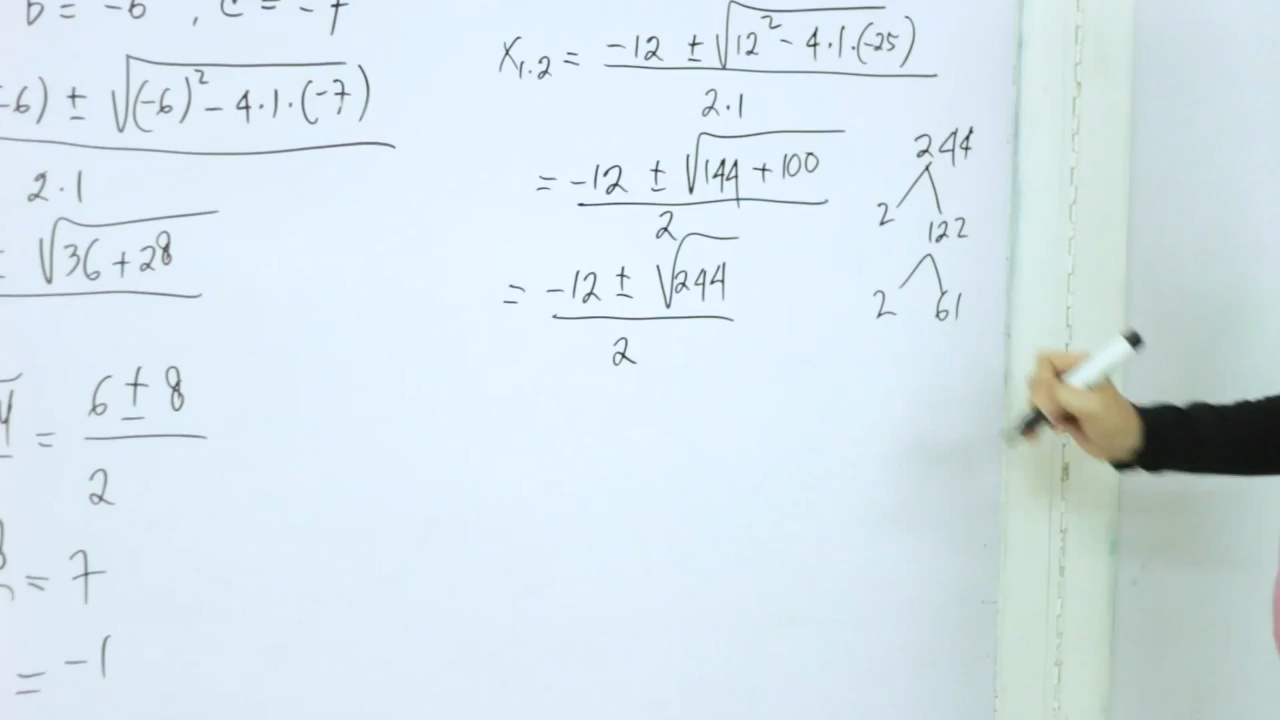 b = -6 , c = -7
-6) ± √(-6)² - 4·1·(-7)
2·1
± √36 + 28
= 6 ± 8
2
= 7
= -1
X₁.₂ = -12 ± √12² - 4·1·(-25)
2·1
= -12 ± √144 + 100
2
= -12 ± √244
2
244
2 122
2 61